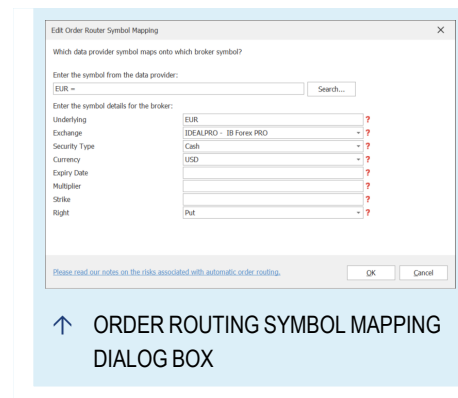 Edit Order Router Symbol Mapping
Which data provider symbol maps onto which broker symbol?
Enter the symbol from the data provider:
EUR = Search...
Enter the symbol details for the broker:
Underlying EUR ?
Exchange IDEALPRO - IB Forex PRO ?
Security Type Cash ?
Currency USD ?
Expiry Date ?
Multiplier ?
Strike ?
Right Put ?
Please read our notes on the risks associated with automatic order routing. OK Cancel
↑ ORDER ROUTING SYMBOL MAPPING
DIALOG BOX